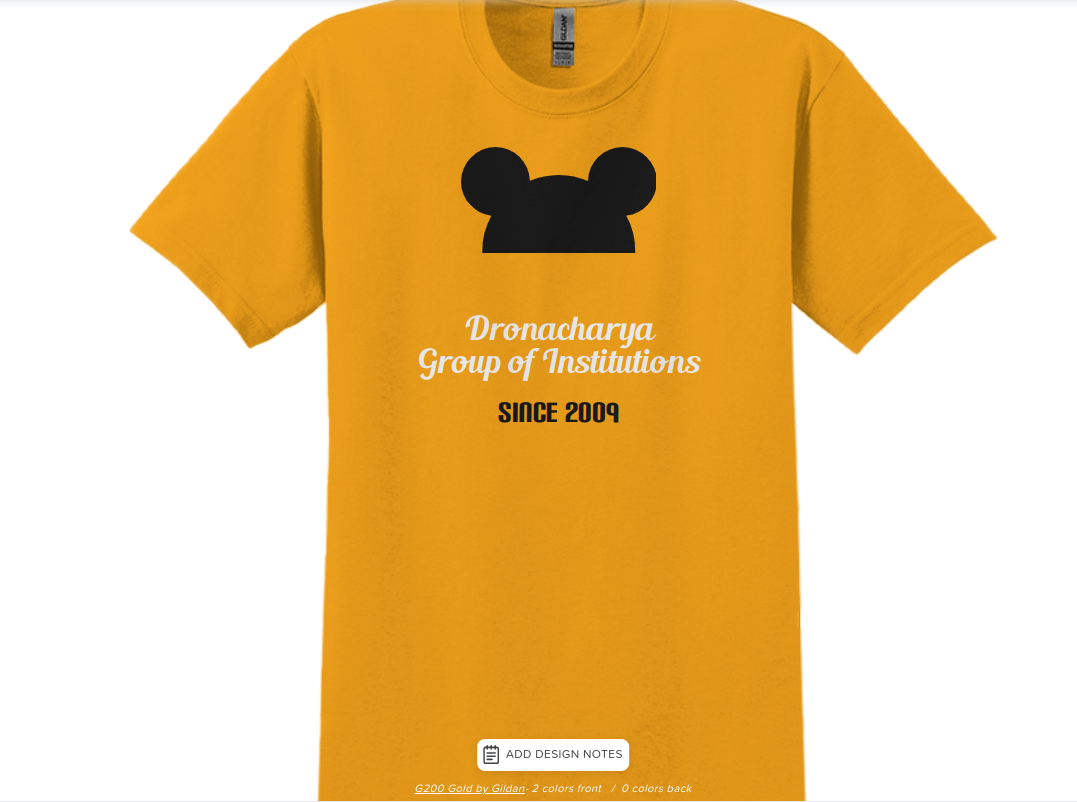 GILDAN
Dronacharya
Group of Institutions
SINCE 2009
ADD DESIGN NOTES
G200 Gold by Gildan- 2 colors front / 0 colors back